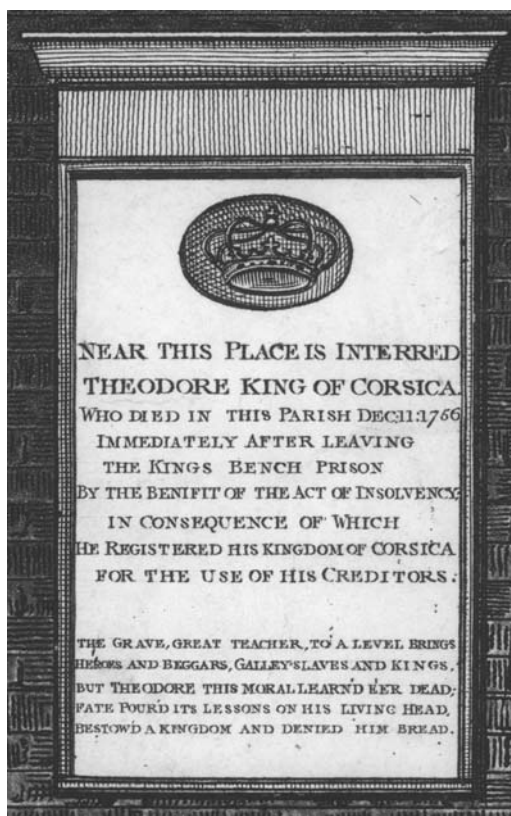 NEAR THIS PLACE IS INTERRED
THEODORE KING OF CORSICA.
WHO DIED IN THIS PARISH DEC:11:1766
IMMEDIATELY AFTER LEAVING
THE KINGS BENCH PRISON
BY THE BENIFIT OF THE ACT OF INSOLVENCY:
IN CONSEQUENCE OF WHICH
HE REGISTERED HIS KINGDOM OF CORSICA
FOR THE USE OF HIS CREDITORS.
THE GRAVE, GREAT TEACHER, TO A LEVEL BRINGS
HEROES AND BEGGARS, GALLEY SLAVES AND KINGS.
BUT THEODORE THIS MORAL LEARN'D E'ER DEAD;
FATE POUR'D ITS LESSONS ON HIS LIVING HEAD,
BESTOW'D A KINGDOM AND DENIED HIM BREAD.